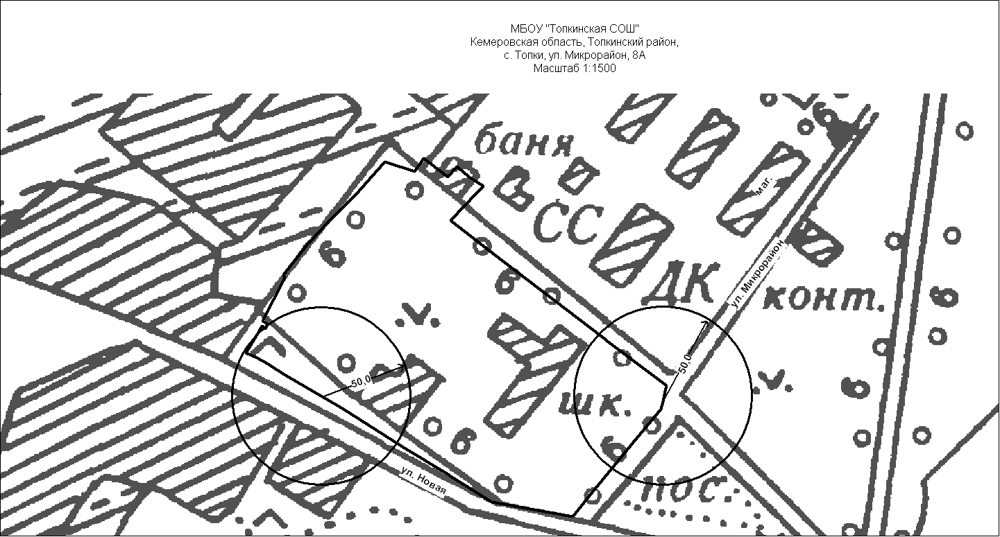 МБОУ "Топкинская СОШ"
Кемеровская область, Топкинский район,
с. Топки, ул. Микрорайон, 8А
Масштаб 1:1500
баня
СС
маг.
ДК
ул. Микрорайон
конт.
в
в
в
.v.
50,0
50,0
шк.
.v.
в
в
в
в
пос.
ул. Новая